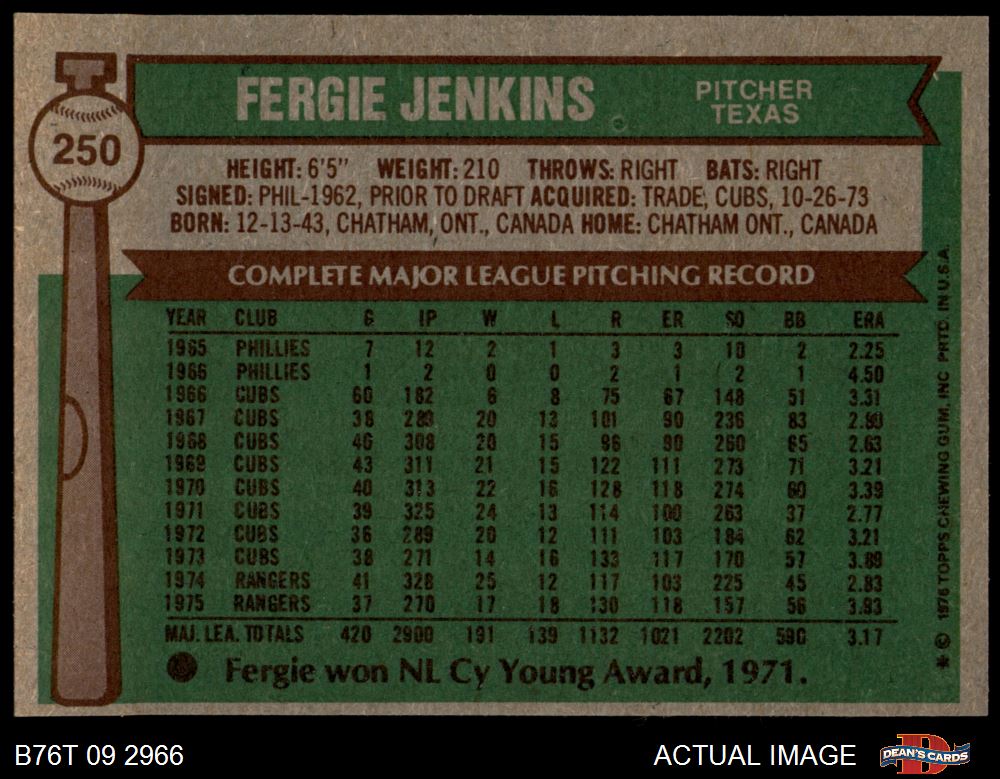 FERGIE JENKINS PITCHER TEXAS
250
HEIGHT: 6'5" WEIGHT: 210 THROWS: RIGHT BATS: RIGHT
SIGNED: PHIL-1962, PRIOR TO DRAFT ACQUIRED: TRADE, CUBS, 10-26-73
BORN: 12-13-43, CHATHAM, ONT., CANADA HOME: CHATHAM ONT., CANADA
COMPLETE MAJOR LEAGUE PITCHING RECORD
YEAR CLUB G IP W L R ER SO BB ERA
1965 PHILLIES 7 12 2 1 3 3 10 2 2.25
1966 PHILLIES 1 2 0 0 2 1 2 1 4.50
1966 CUBS 60 182 6 8 75 67 148 51 3.31
1967 CUBS 38 289 20 13 101 90 236 83 2.80
1968 CUBS 40 308 20 15 96 90 260 65 2.63
1969 CUBS 43 311 21 15 122 111 273 71 3.21
1970 CUBS 40 313 22 16 128 118 274 60 3.39
1971 CUBS 39 325 24 13 114 100 263 37 2.77
1972 CUBS 36 289 20 12 111 103 184 62 3.21
1973 CUBS 38 271 14 16 133 117 170 57 3.89
1974 RANGERS 41 328 25 12 117 103 225 45 2.83
1975 RANGERS 37 270 17 18 130 118 157 56 3.93
MAJ. LEA. TOTALS 420 2900 191 139 1132 1021 2202 590 3.17
Fergie won NL Cy Young Award, 1971.
* © 1976 TOPPS CHEWING GUM, INC PRTD. IN U.S.A.
B76T 09 2966 ACTUAL IMAGE DEAN'S CARDS